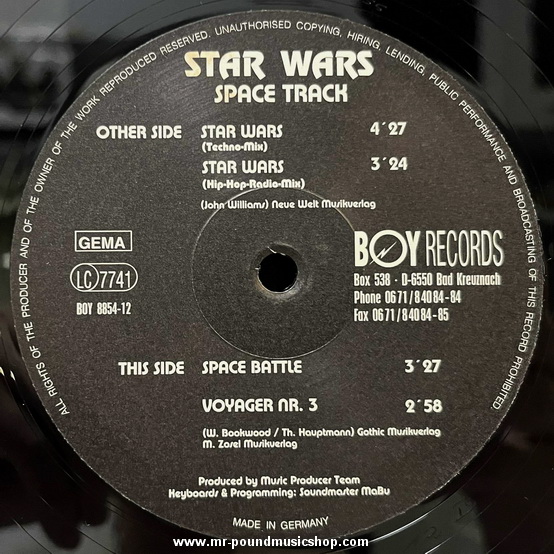 ALL RIGHTS OF THE PRODUCER AND OF THE OWNER OF THE WORK REPRODUCED RESERVED. UNAUTHORISED COPYING, HIRING, LENDING, PUBLIC PERFORMANCE AND BROADCASTING OF THIS RECORD PROHIBITED.
STAR WARS
SPACE TRACK
OTHER SIDE STAR WARS 4´27
(Techno-Mix)
STAR WARS 3´24
(Hip-Hop-Radio-Mix)
(John Williams) Neue Welt Musikverlag
GEMA
LC 7741
BOY 8854-12
BOY RECORDS
Box 538 · D-6550 Bad Kreuznach
Phone 0671/84084-84
Fax 0671/84084-85
THIS SIDE SPACE BATTLE 3´27
VOYAGER NR. 3 2´58
(W. Bookwood / Th. Hauptmann) Gothic Musikverlag
M. Zosel Musikverlag
Produced by Music Producer Team
Keyboards & Programming: Soundmaster MaBu
MADE IN GERMANY
www.mr-poundmusicshop.com